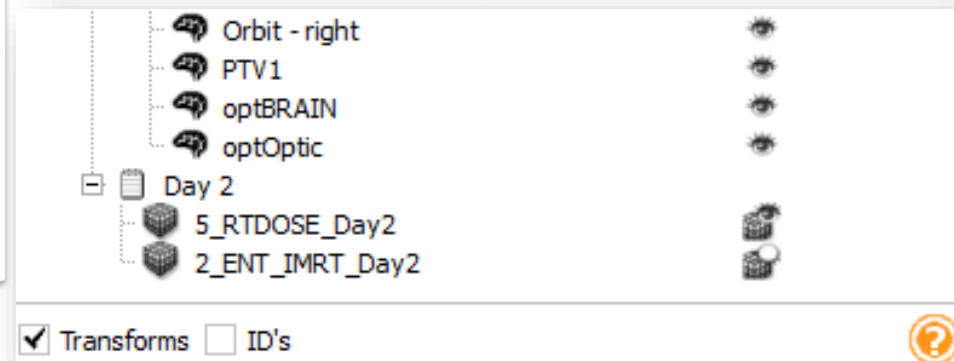 Orbit - right
PTV1
optBRAIN
optOptic
Day 2
5_RTDOSE_Day2
2_ENT_IMRT_Day2
Transforms ID's
?